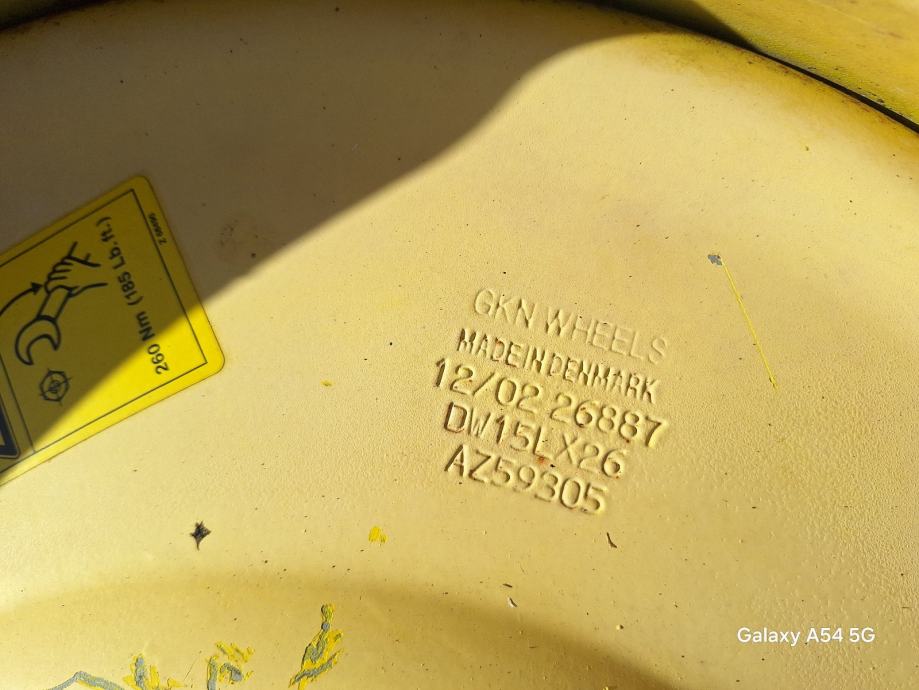 GKN WHEELS
MADE IN DENMARK
12/02 26887
DW15LX26
AZ59305
260 Nm (185 Lb.ft.)
Galaxy A54 5G